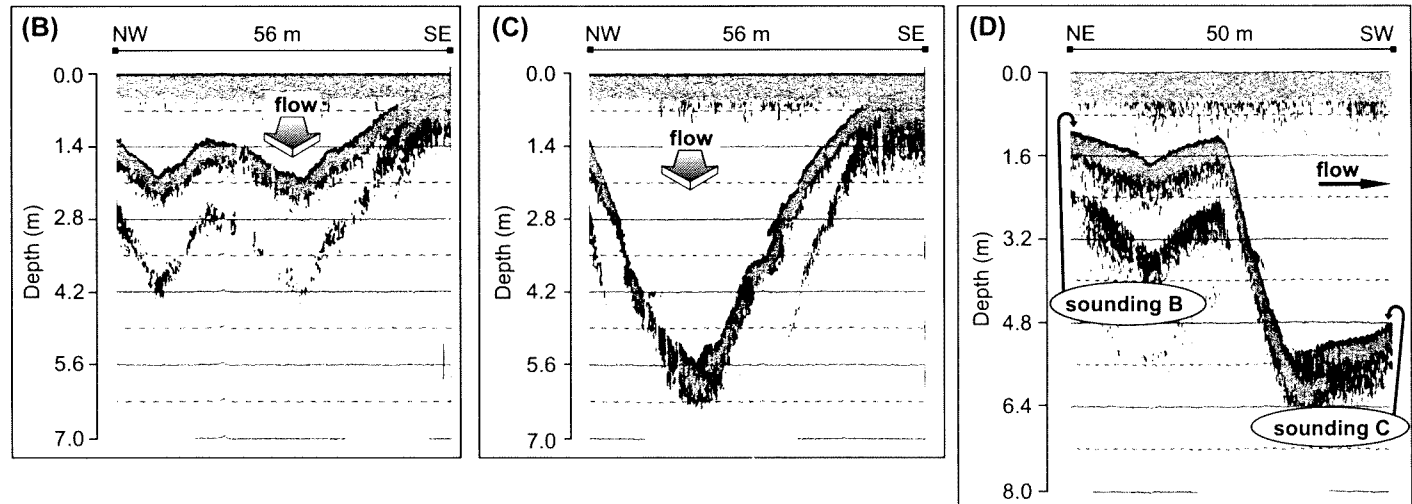 (B)
NW 56 m SE
0.0
flow
1.4
2.8
4.2
5.6
7.0
Depth (m)
(C)
NW 56 m SE
0.0
flow
1.4
2.8
4.2
5.6
7.0
Depth (m)
(D)
NE 50 m SW
0.0
1.6
flow
3.2
sounding B
4.8
6.4
sounding C
8.0
Depth (m)